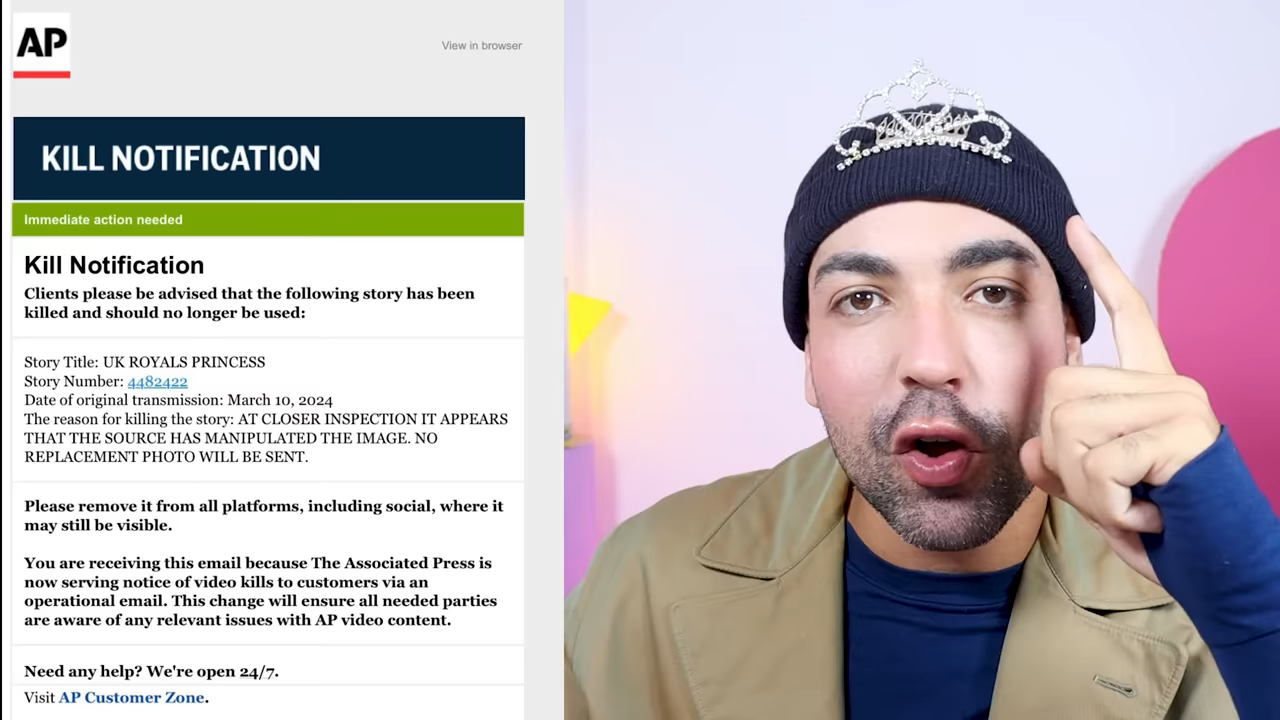 AP
View in browser
KILL NOTIFICATION
Immediate action needed
Kill Notification
Clients please be advised that the following story has been
killed and should no longer be used:
Story Title: UK ROYALS PRINCESS
Story Number: 4482422
Date of original transmission: March 10, 2024
The reason for killing the story: AT CLOSER INSPECTION IT APPEARS
THAT THE SOURCE HAS MANIPULATED THE IMAGE. NO
REPLACEMENT PHOTO WILL BE SENT.
Please remove it from all platforms, including social, where it
may still be visible.
You are receiving this email because The Associated Press is
now serving notice of video kills to customers via an
operational email. This change will ensure all needed parties
are aware of any relevant issues with AP video content.
Need any help? We're open 24/7.
Visit AP Customer Zone.